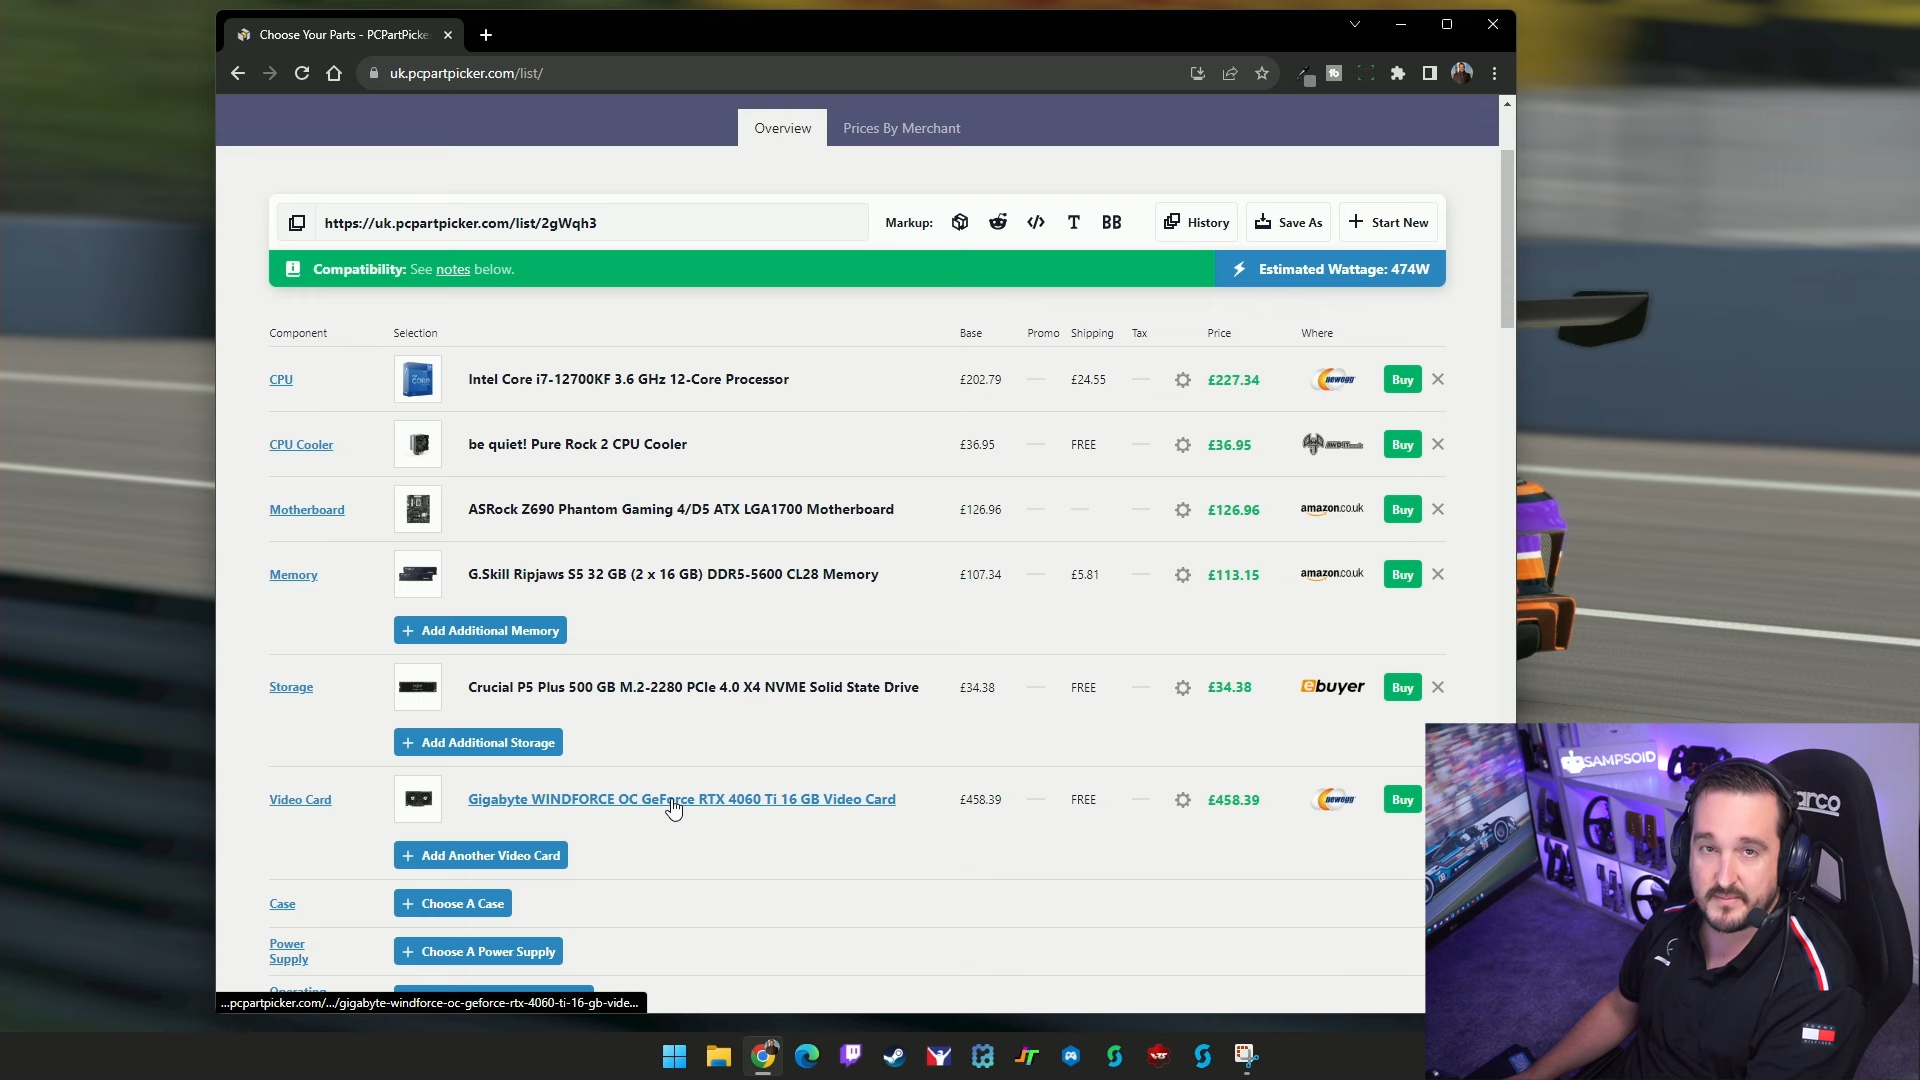 Choose Your Parts - PCPartPicke
uk.pcpartpicker.com/list/
Overview
Prices By Merchant
https://uk.pcpartpicker.com/list/2gWqh3
Markup:
T
BB
History
Save As
Start New
Compatibility: See notes below.
Estimated Wattage: 474W
Component Selection Base Promo Shipping Tax Price Where
CPU Intel Core i7-12700KF 3.6 GHz 12-Core Processor £202.79 £24.55 £227.34 newegg Buy
CPU Cooler be quiet! Pure Rock 2 CPU Cooler £36.95 FREE £36.95 Buy
Motherboard ASRock Z690 Phantom Gaming 4/D5 ATX LGA1700 Motherboard £126.96 £126.96 amazon.co.uk Buy
Memory G.Skill Ripjaws S5 32 GB (2 x 16 GB) DDR5-5600 CL28 Memory £107.34 £5.81 £113.15 amazon.co.uk Buy
+ Add Additional Memory
Storage Crucial P5 Plus 500 GB M.2-2280 PCIe 4.0 X4 NVME Solid State Drive £34.38 FREE £34.38 ebuyer Buy
+ Add Additional Storage
Video Card Gigabyte WINDFORCE OC GeForce RTX 4060 Ti 16 GB Video Card £458.39 FREE £458.39 newegg Buy
+ Add Another Video Card
Case + Choose A Case
Power
Supply
+ Choose A Power Supply
Operating
...pcpartpicker.com/.../gigabyte-windforce-oc-geforce-rtx-4060-ti-16-gb-vide...
SAMPSOID
arco
TOMMY
HILFIGER